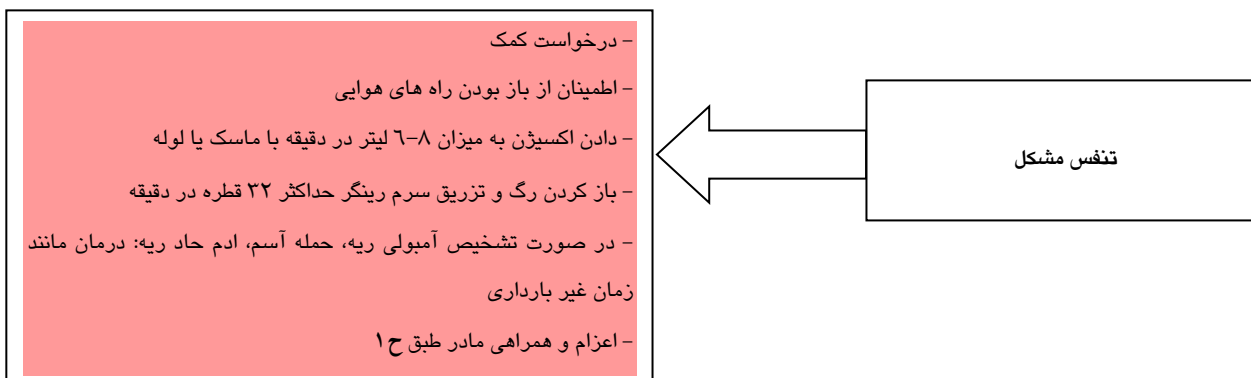 - درخواست کمک
- اطمینان از باز بودن راه های هوایی
- دادن اکسیژن به میزان ۸-٦ لیتر در دقیقه با ماسک یا لوله
- باز کردن رگ و تزریق سرم رینگر حداکثر ۳۲ قطره در دقیقه
- در صورت تشخیص آمبولی ریه، حمله آسم، ادم حاد ریه: درمان مانند
زمان غیر بارداری
- اعزام و همراهی مادر طبق ح۱
تنفس مشکل